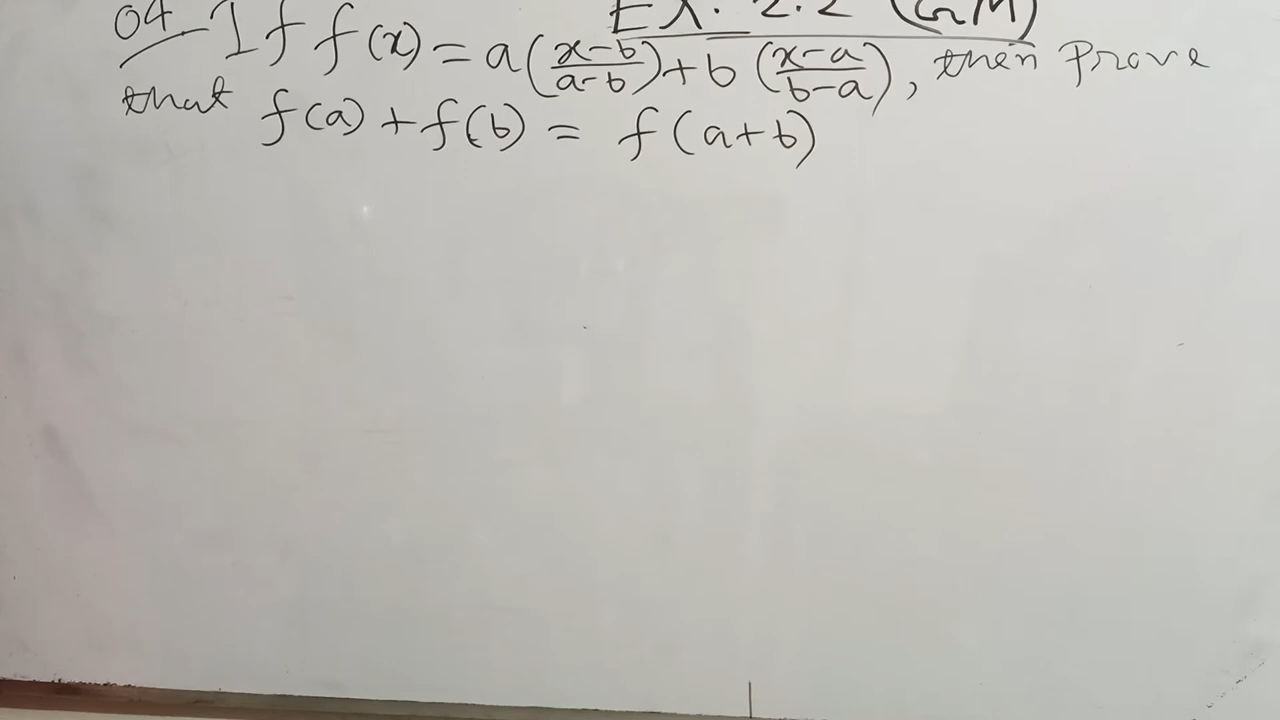 Ex. 2.2 (GM)
04 If f(x) = a(x-b/a-b) + b(x-a/b-a), then Prove
that f(a) + f(b) = f(a+b)